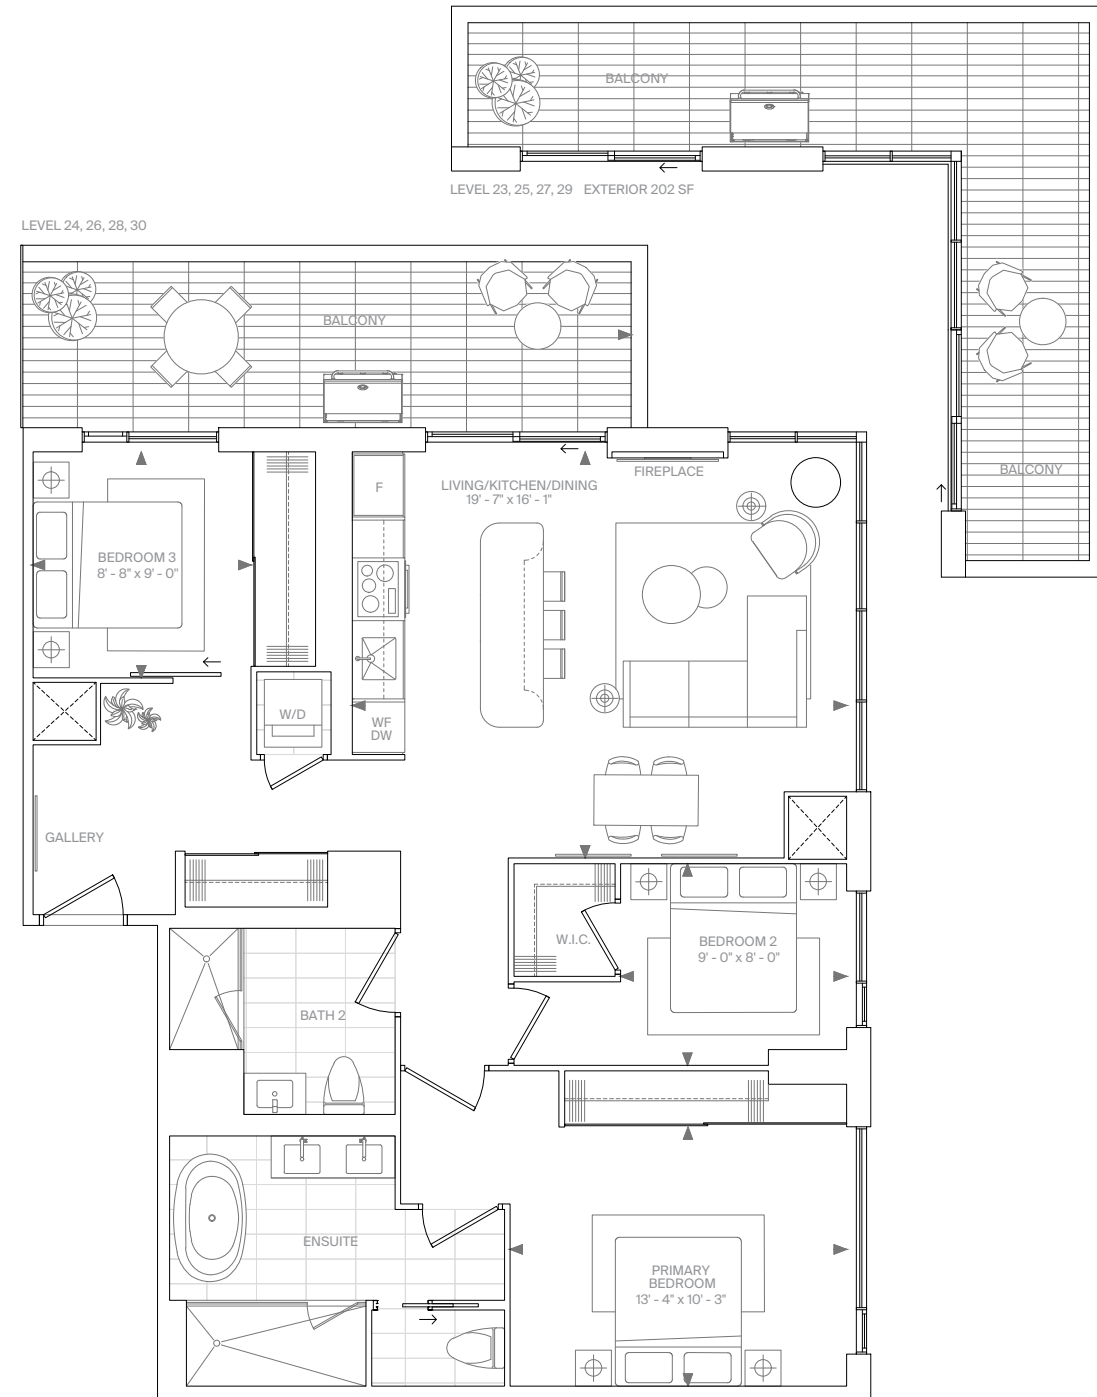 BALCONY
LEVEL 23, 25, 27, 29 EXTERIOR 202 SF
LEVEL 24, 26, 28, 30
BALCONY
BALCONY
FIREPLACE
F
LIVING/KITCHEN/DINING
19' - 7" x 16' - 1"
BEDROOM 3
8' - 8" x 9' - 0"
W/D
WF
DW
GALLERY
W.I.C.
BEDROOM 2
9' - 0" x 8' - 0"
BATH 2
ENSUITE
PRIMARY
BEDROOM
13' - 4" x 10' - 3"